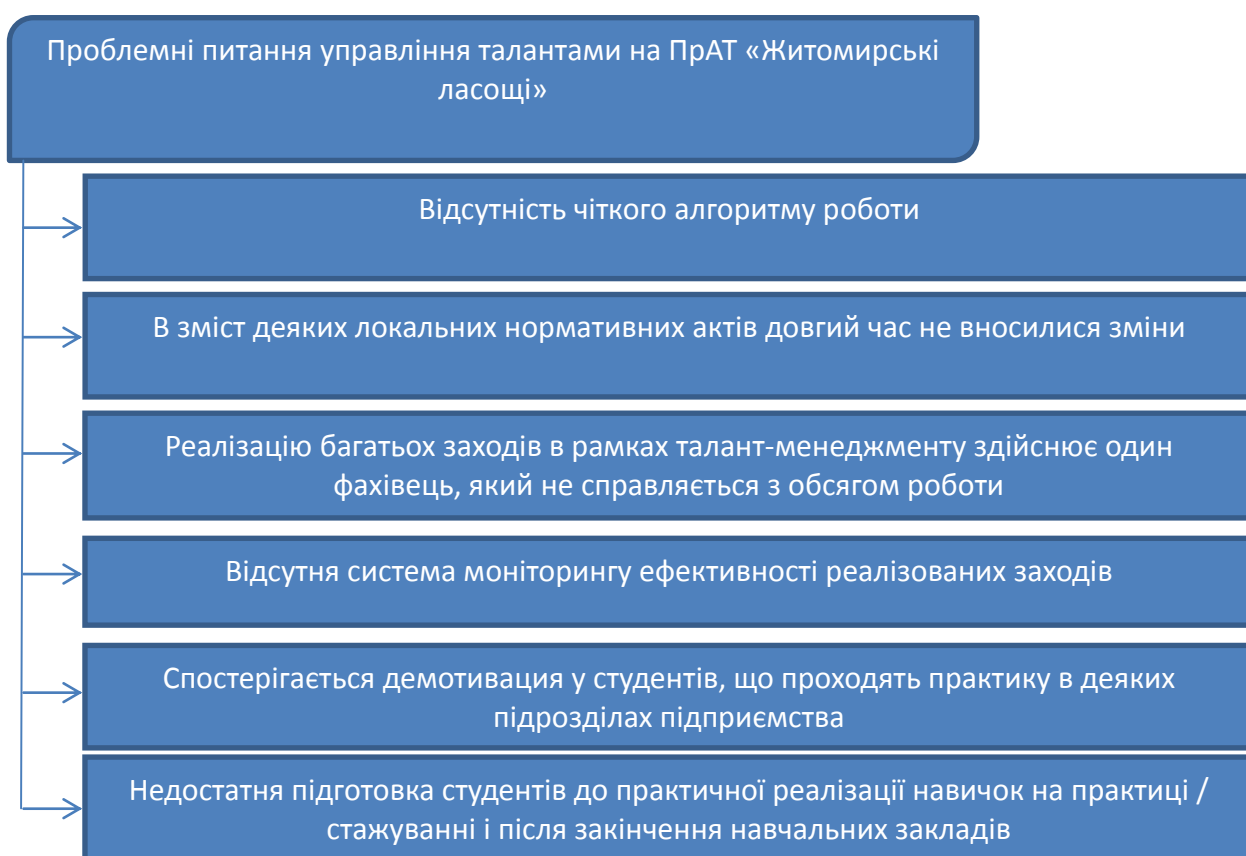 Проблемні питання управління талантами на ПрАТ «Житомирські
ласощі»
Відсутність чіткого алгоритму роботи
В зміст деяких локальних нормативних актів довгий час не вносилися зміни
Реалізацію багатьох заходів в рамках талант-менеджменту здійснює один
фахівець, який не справляється з обсягом роботи
Відсутня система моніторингу ефективності реалізованих заходів
Спостерігається демотивация у студентів, що проходять практику в деяких
підрозділах підприємства
Недостатня підготовка студентів до практичної реалізації навичок на практиці /
стажуванні і після закінчення навчальних закладів